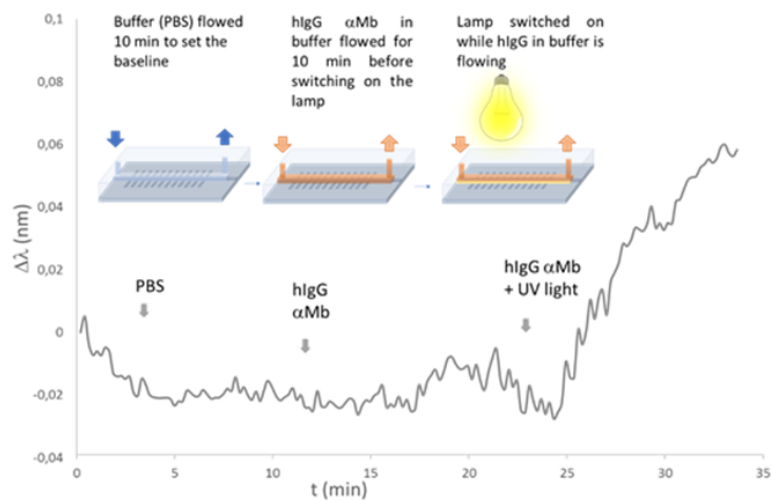 Buffer (PBS) flowed
10 min to set the
baseline
hIgG αMb in
buffer flowed for
10 min before
switching on the
lamp
Lamp switched on
while hIgG in buffer is
flowing
0,1
0,08
0,06
0,04
0,02
0
-0,02
-0,04
Δλ (nm)
PBS
hIgG
αMb
hIgG αMb
+ UV light
0 5 10 15 20 25 30 35
t (min)